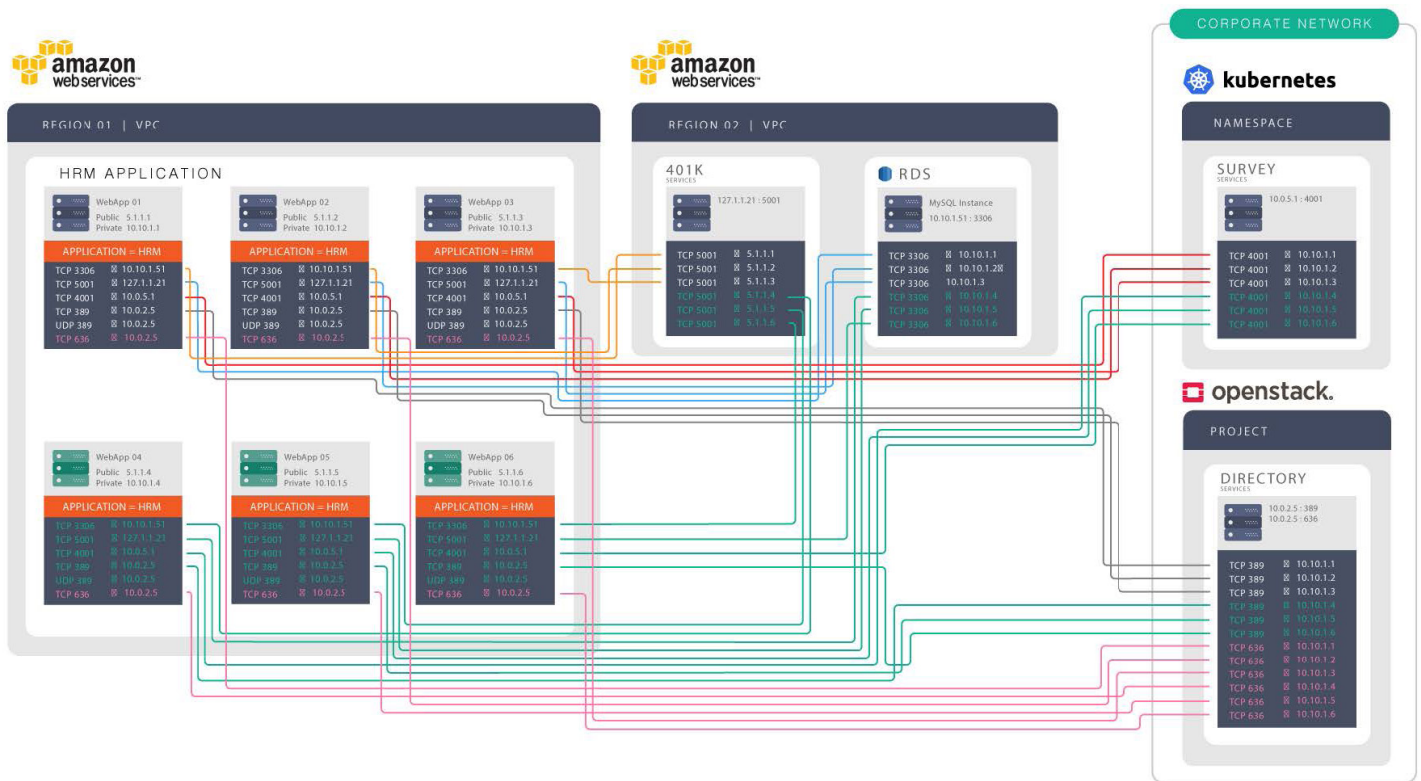 CORPORATE NETWORK
amazon
web services™
amazon
web services™
kubernetes
REGION 01 | VPC
REGION 02 | VPC
NAMESPACE
HRM APPLICATION
WebApp 01
Public 5.1.1.1
Private 10.10.1.1
APPLICATION = HRM
TCP 3306 10.10.1.51
TCP 5001 127.1.1.21
TCP 4001 10.0.5.1
TCP 389 10.0.2.5
UDP 389 10.0.2.5
TCP 636 10.0.2.5
WebApp 02
Public 5.1.1.2
Private 10.10.1.2
APPLICATION = HRM
TCP 3306 10.10.1.51
TCP 5001 127.1.1.21
TCP 4001 10.0.5.1
TCP 389 10.0.2.5
UDP 389 10.0.2.5
TCP 636 10.0.2.5
WebApp 03
Public 5.1.1.3
Private 10.10.1.3
APPLICATION = HRM
TCP 3306 10.10.1.51
TCP 5001 127.1.1.21
TCP 4001 10.0.5.1
TCP 389 10.0.2.5
UDP 389 10.0.2.5
TCP 636 10.0.2.5
401K
SERVICES
127.1.1.21 : 5001
TCP 5001 5.1.1.1
TCP 5001 5.1.1.2
TCP 5001 5.1.1.3
TCP 5001 5.1.1.4
TCP 5001 5.1.1.5
TCP 5001 5.1.1.6
RDS
MySQL Instance
10.10.1.51 : 3306
TCP 3306 10.10.1.1
TCP 3306 10.10.1.2
TCP 3306 10.10.1.3
TCP 3306 10.10.1.4
TCP 3306 10.10.1.5
TCP 3306 10.10.1.6
SURVEY
SERVICES
10.0.5.1 : 4001
TCP 4001 10.10.1.1
TCP 4001 10.10.1.2
TCP 4001 10.10.1.3
TCP 4001 10.10.1.4
TCP 4001 10.10.1.5
TCP 4001 10.10.1.6
openstack.
PROJECT
WebApp 04
Public 5.1.1.4
Private 10.10.1.4
APPLICATION = HRM
TCP 3306 10.10.1.51
TCP 5001 127.1.1.21
TCP 4001 10.0.5.1
TCP 389 10.0.2.5
UDP 389 10.0.2.5
TCP 636 10.0.2.5
WebApp 05
Public 5.1.1.5
Private 10.10.1.5
APPLICATION = HRM
TCP 3306 10.10.1.51
TCP 5001 127.1.1.21
TCP 4001 10.0.5.1
TCP 389 10.0.2.5
UDP 389 10.0.2.5
TCP 636 10.0.2.5
WebApp 06
Public 5.1.1.6
Private 10.10.1.6
APPLICATION = HRM
TCP 3306 10.10.1.51
TCP 5001 127.1.1.21
TCP 4001 10.0.5.1
TCP 389 10.0.2.5
UDP 389 10.0.2.5
TCP 636 10.0.2.5
DIRECTORY
SERVICES
10.0.2.5 : 389
10.0.2.5 : 636
TCP 389 10.10.1.1
TCP 389 10.10.1.2
TCP 389 10.10.1.3
TCP 389 10.10.1.4
TCP 389 10.10.1.5
TCP 389 10.10.1.6
TCP 636 10.10.1.1
TCP 636 10.10.1.2
TCP 636 10.10.1.3
TCP 636 10.10.1.4
TCP 636 10.10.1.5
TCP 636 10.10.1.6